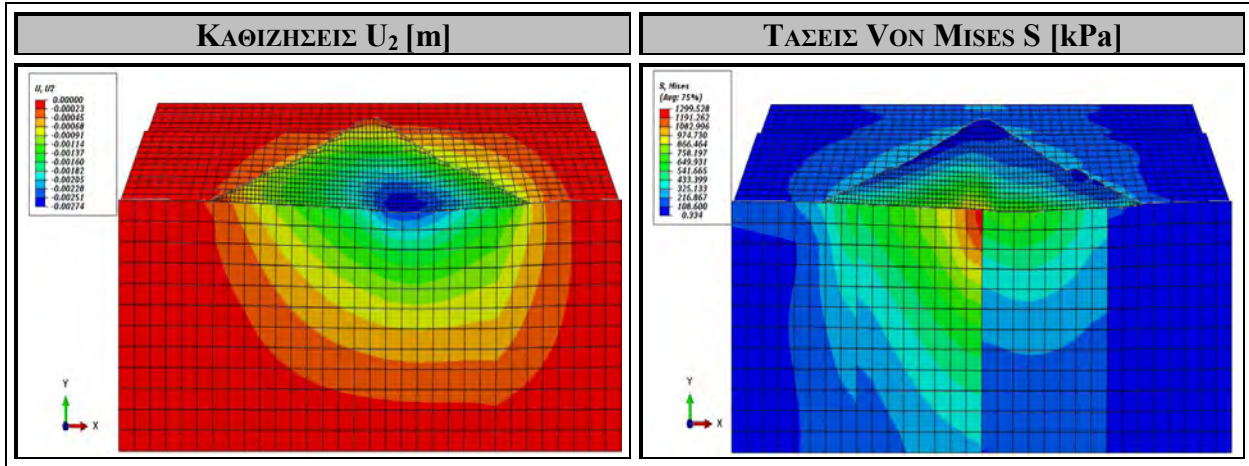 ΚΑΘΙΖΗΣΕΙΣ U2 [m]
ΤΑΣΕΙΣ VON MISES S [kPa]
U, U2
0.00000
-0.00023
-0.00045
-0.00068
-0.00091
-0.00114
-0.00137
-0.00160
-0.00182
-0.00205
-0.00228
-0.00251
-0.00274
Y
X
S, Mises
(Avg: 75%)
1299.528
1191.262
1082.996
974.730
866.464
758.197
649.931
541.665
433.399
325.133
216.867
108.600
0.334
Y
X